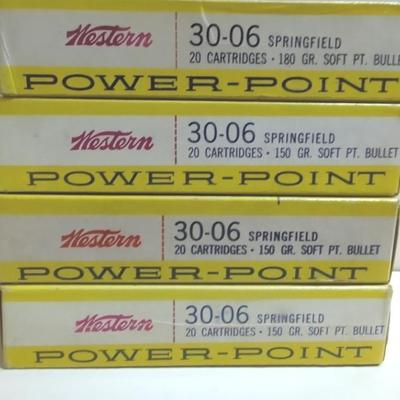 Western 30-06 SPRINGFIELD
20 CARTRIDGES · 180 GR. SOFT PT. BULLE
POWER-POINT
Western 30-06 SPRINGFIELD
20 CARTRIDGES · 150 GR. SOFT PT. BULLET
POWER-POINT
Western 30-06 SPRINGFIELD
20 CARTRIDGES · 150 GR. SOFT PT. BULLET
POWER-POINT
Western 30-06 SPRINGFIELD
20 CARTRIDGES · 150 GR. SOFT PT. BULLET
POWER-POINT